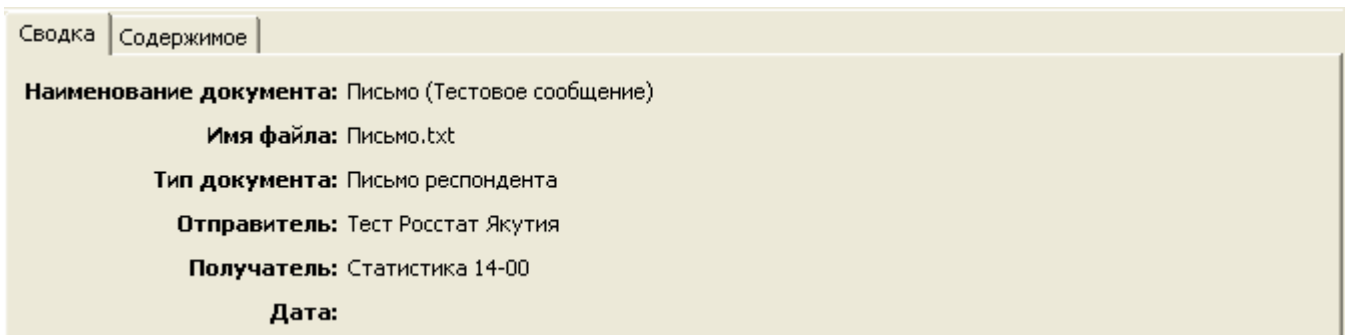 Сводка Содержимое
Наименование документа: Письмо (Тестовое сообщение)
Имя файла: Письмо.txt
Тип документа: Письмо респондента
Отправитель: Тест Росстат Якутия
Получатель: Статистика 14-00
Дата: